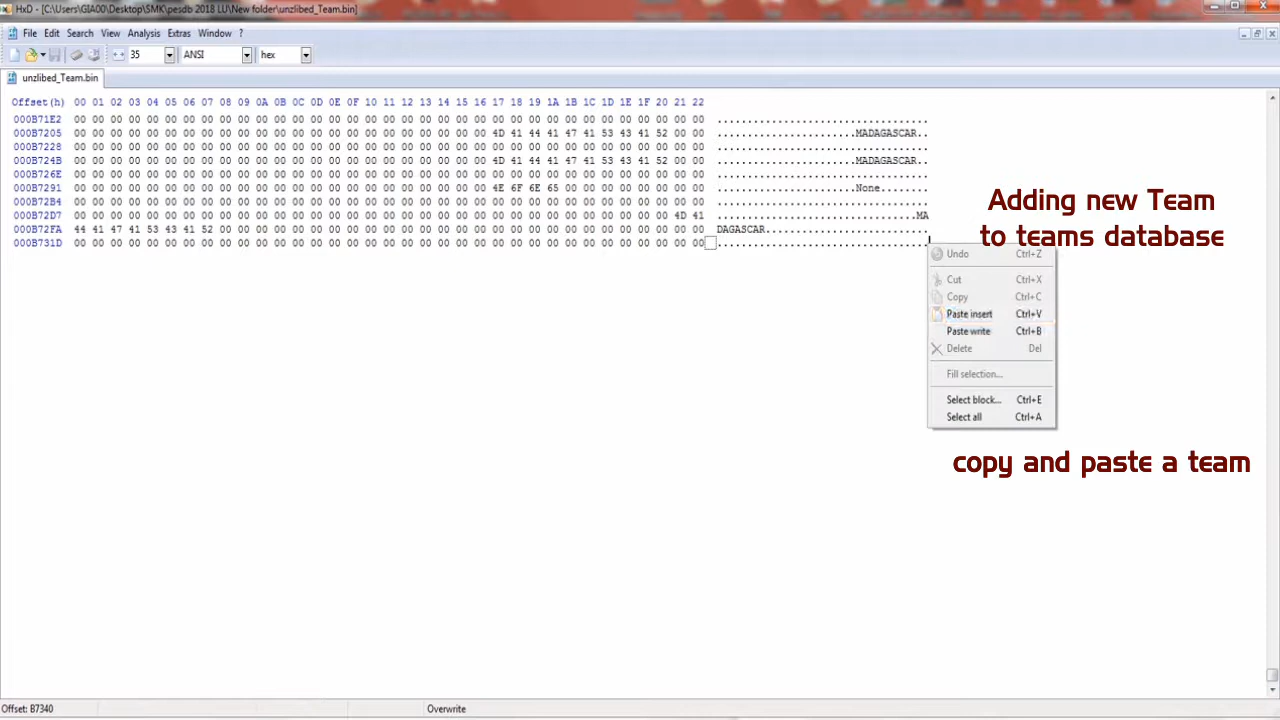 HxD - [C:\Users\GIA00\Desktop\SMK\pesdb 2018 LU\New folder\unzlibed_Team.bin]
File Edit Search View Analysis Extras Window ?
35 ANSI hex
unzlibed_Team.bin
Offset(h) 00 01 02 03 04 05 06 07 08 09 0A 0B 0C 0D 0E 0F 10 11 12 13 14 15 16 17 18 19 1A 1B 1C 1D 1E 1F 20 21 22
000B71E2 00 00 00 00 00 00 00 00 00 00 00 00 00 00 00 00 00 00 00 00 00 00 00 00 00 00 00 00 00 00 00 00 00 00 00 ...................................
000B7205 00 00 00 00 00 00 00 00 00 00 00 00 00 00 00 00 00 00 00 00 00 00 00 4D 41 44 41 47 41 53 43 41 52 00 00 .......................MADAGASCAR..
000B7228 00 00 00 00 00 00 00 00 00 00 00 00 00 00 00 00 00 00 00 00 00 00 00 00 00 00 00 00 00 00 00 00 00 00 00 ...................................
000B724B 00 00 00 00 00 00 00 00 00 00 00 00 00 00 00 00 00 00 00 00 00 00 00 4D 41 44 41 47 41 53 43 41 52 00 00 .......................MADAGASCAR..
000B726E 00 00 00 00 00 00 00 00 00 00 00 00 00 00 00 00 00 00 00 00 00 00 00 00 00 00 00 00 00 00 00 00 00 00 00 ...................................
000B7291 00 00 00 00 00 00 00 00 00 00 00 00 00 00 00 00 00 00 00 00 00 00 00 4E 6F 6E 65 00 00 00 00 00 00 00 00 .......................None........
000B72B4 00 00 00 00 00 00 00 00 00 00 00 00 00 00 00 00 00 00 00 00 00 00 00 00 00 00 00 00 00 00 00 00 00 00 00 ...................................
000B72D7 00 00 00 00 00 00 00 00 00 00 00 00 00 00 00 00 00 00 00 00 00 00 00 00 00 00 00 00 00 00 00 00 00 4D 41 .................................MA
000B72FA 44 41 47 41 53 43 41 52 00 00 00 00 00 00 00 00 00 00 00 00 00 00 00 00 00 00 00 00 00 00 00 00 00 00 00 DAGASCAR...........................
000B731D 00 00 00 00 00 00 00 00 00 00 00 00 00 00 00 00 00 00 00 00 00 00 00 00 00 00 00 00 00 00 00 00 00 00 00 ...................................
Adding new Team
to teams database
Undo Ctrl+Z
Cut Ctrl+X
Copy Ctrl+C
Paste insert Ctrl+V
Paste write Ctrl+B
Delete Del
Fill selection...
Select block... Ctrl+E
Select all Ctrl+A
copy and paste a team
Offset: B7340 Overwrite